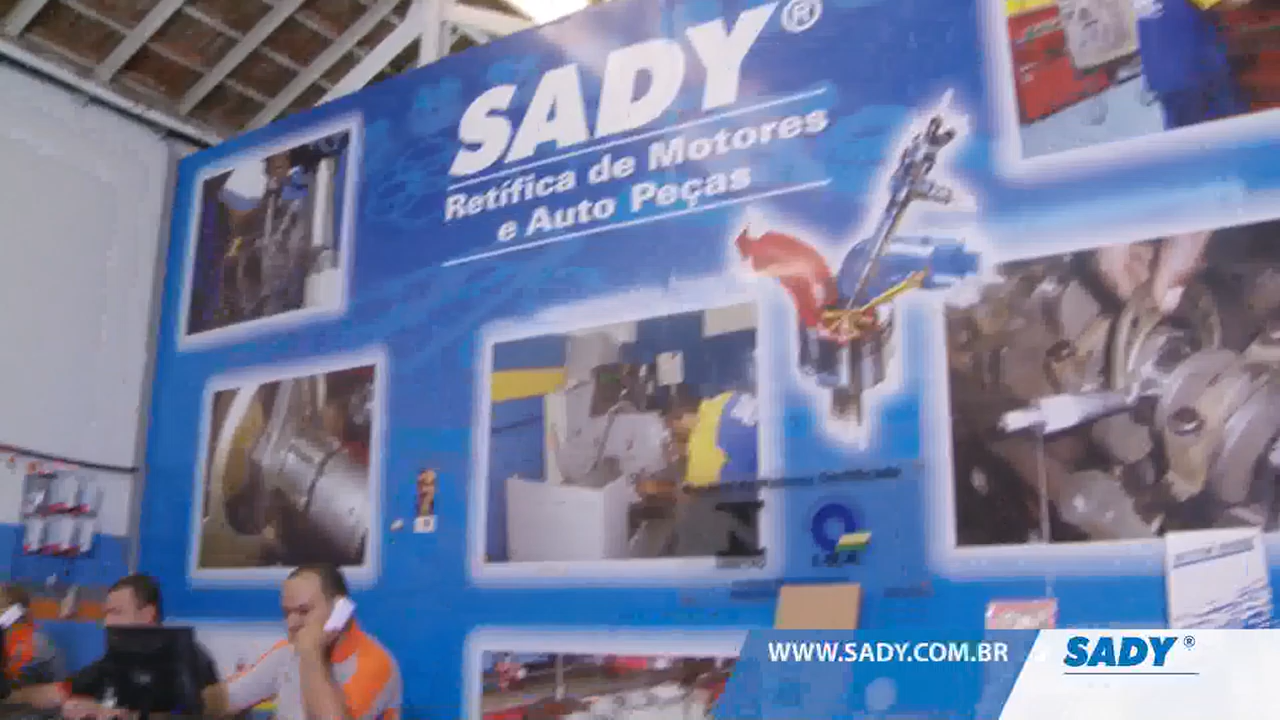 SADY®
Retífica de Motores
e Auto Peças
WWW.SADY.COM.BR
SADY®